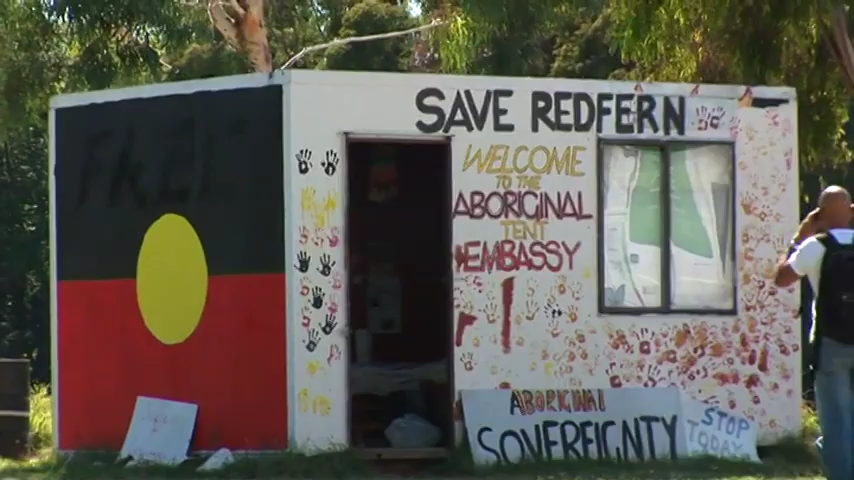 SAVE REDFERN
WELCOME
TO THE
ABORIGINAL
TENT
EMBASSY
ABORIGINAL
SOVEREIGNTY
STOP
TODAY